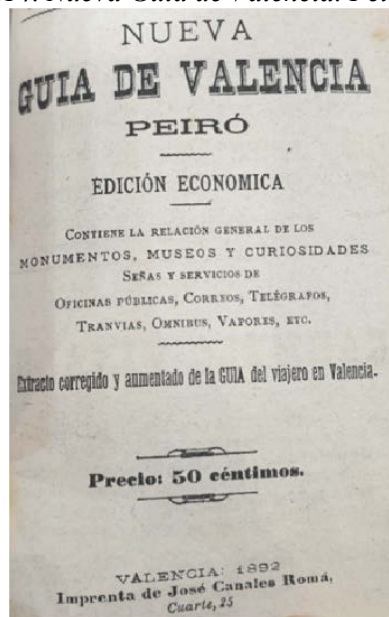 NUEVA
GUIA DE VALENCIA
PEIRÓ
EDICIÓN ECONOMICA
CONTIENE LA RELACIÓN GENERAL DE LOS
MONUMENTOS, MUSEOS Y CURIOSIDADES
SEÑAS Y SERVICIOS DE
OFICINAS PÚBLICAS, CORREOS, TELÉGRAFOS,
TRANVIAS, OMNIBUS, VAPORES, ETC.
Extracto corregido y aumentado de la GUIA del viajero en Valencia.
Precio: 50 céntimos.
VALENCIA: 1892
Imprenta de José Canales Romá,
Cuarte, 25